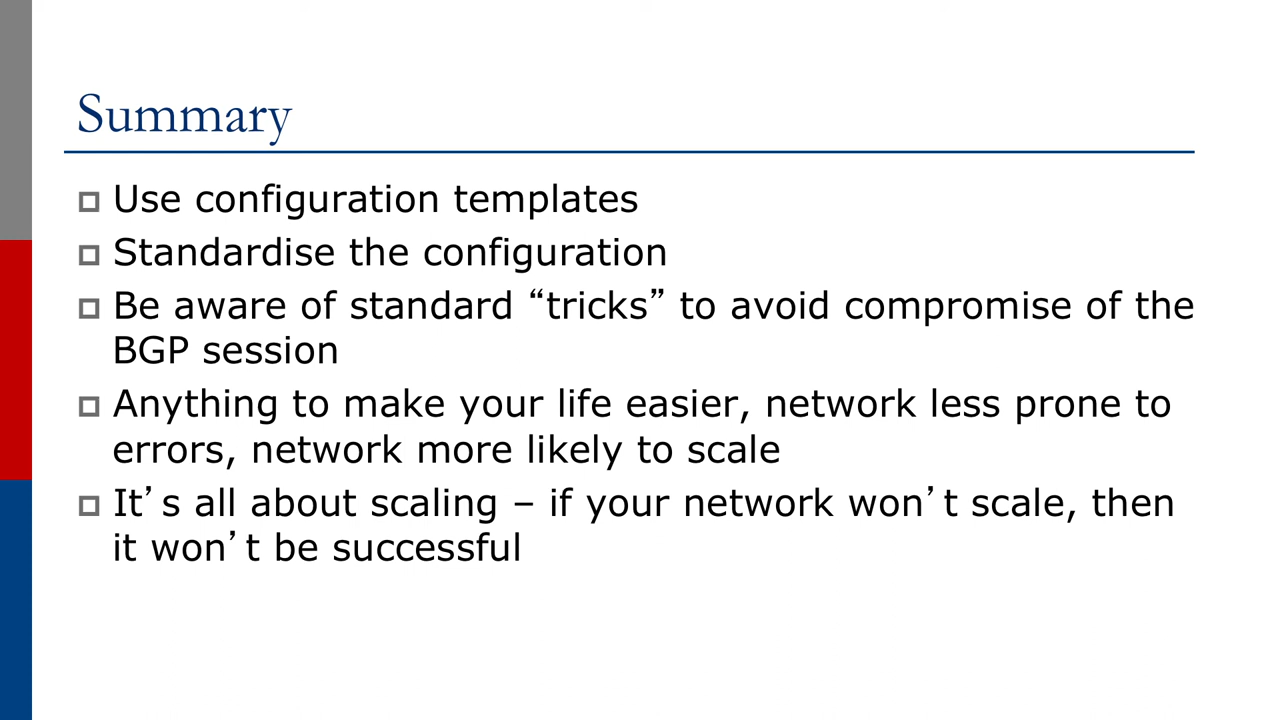 Summary
Use configuration templates
Standardise the configuration
Be aware of standard “tricks” to avoid compromise of the
BGP session
Anything to make your life easier, network less prone to
errors, network more likely to scale
It’s all about scaling – if your network won’t scale, then
it won’t be successful